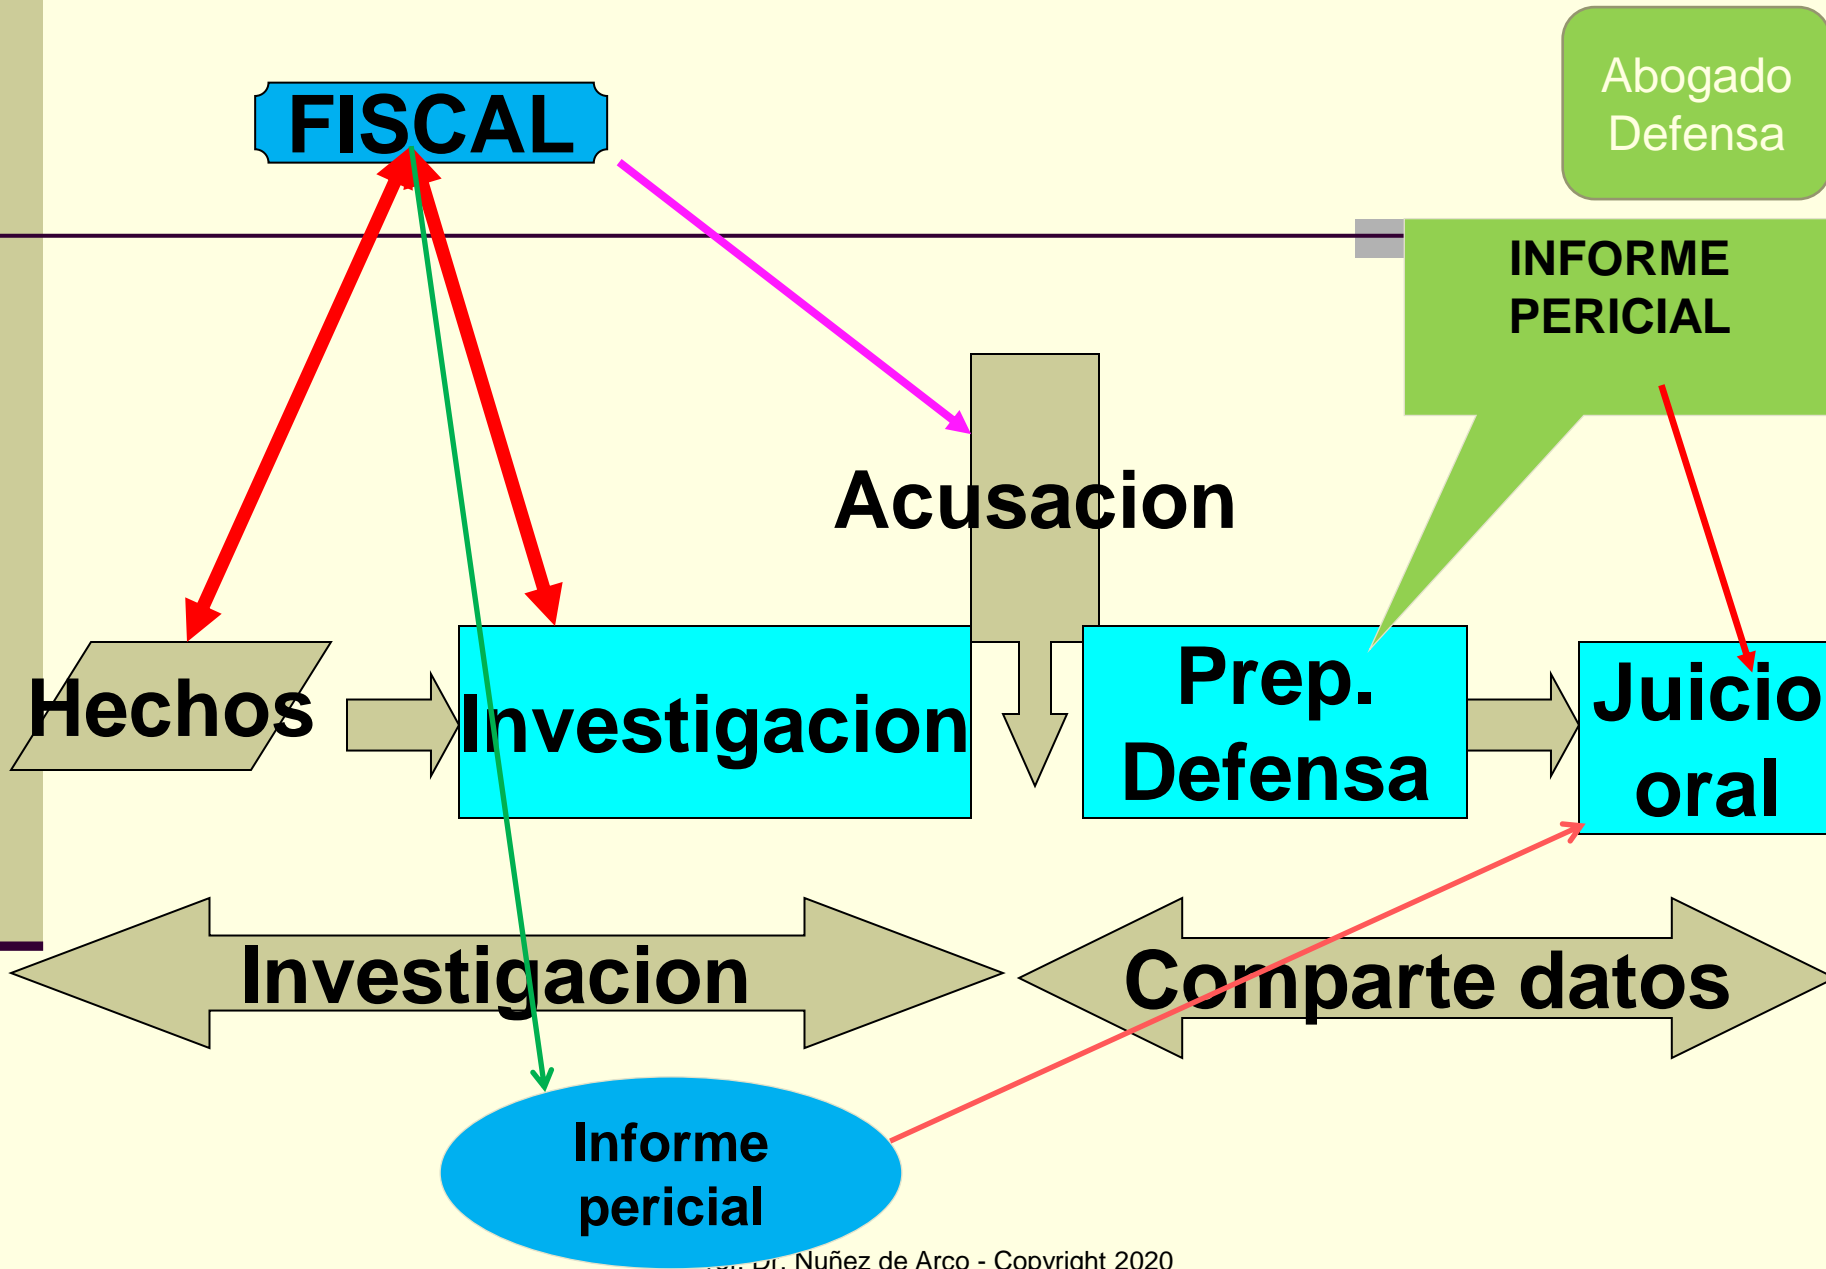 Abogado
Defensa
FISCAL
INFORME
PERICIAL
Acusacion
Hechos
Investigacion
Prep.
Defensa
Juicio
oral
Investigacion
Comparte datos
Informe
pericial
Dr. Nuñez de Arco - Copyright 2020